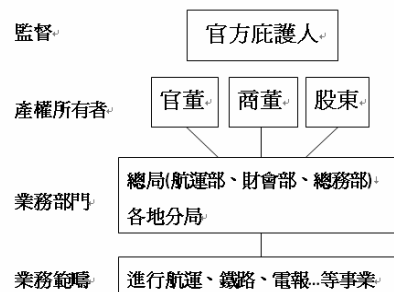 監督 官方庇護人
產權所有者 官董 商董 股東
業務部門 總局(航運部、財會部、總務部)
各地分局
業務範疇 進行航運、鐵路、電報...等事業